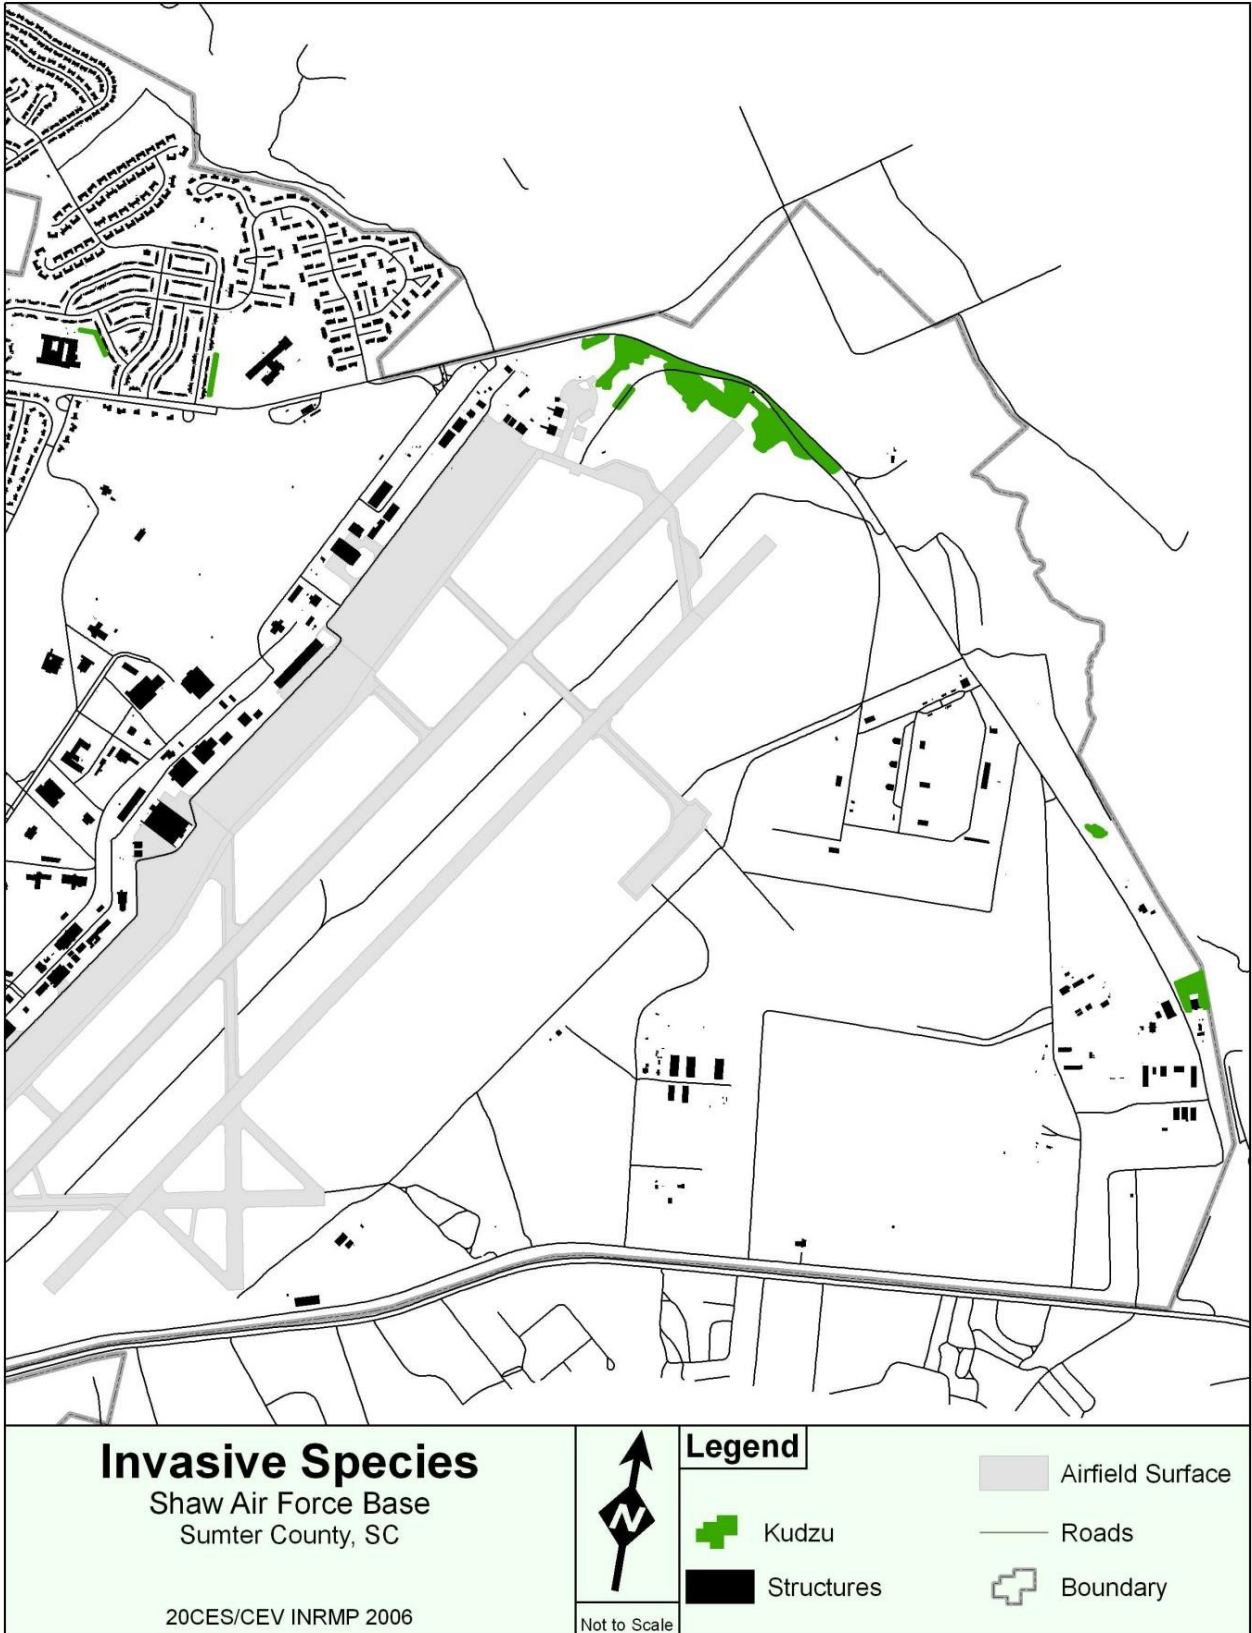 Invasive Species
Shaw Air Force Base
Sumter County, SC
20CES/CEV INRMP 2006
N
Not to Scale
Legend
Kudzu
Structures
Airfield Surface
Roads
Boundary